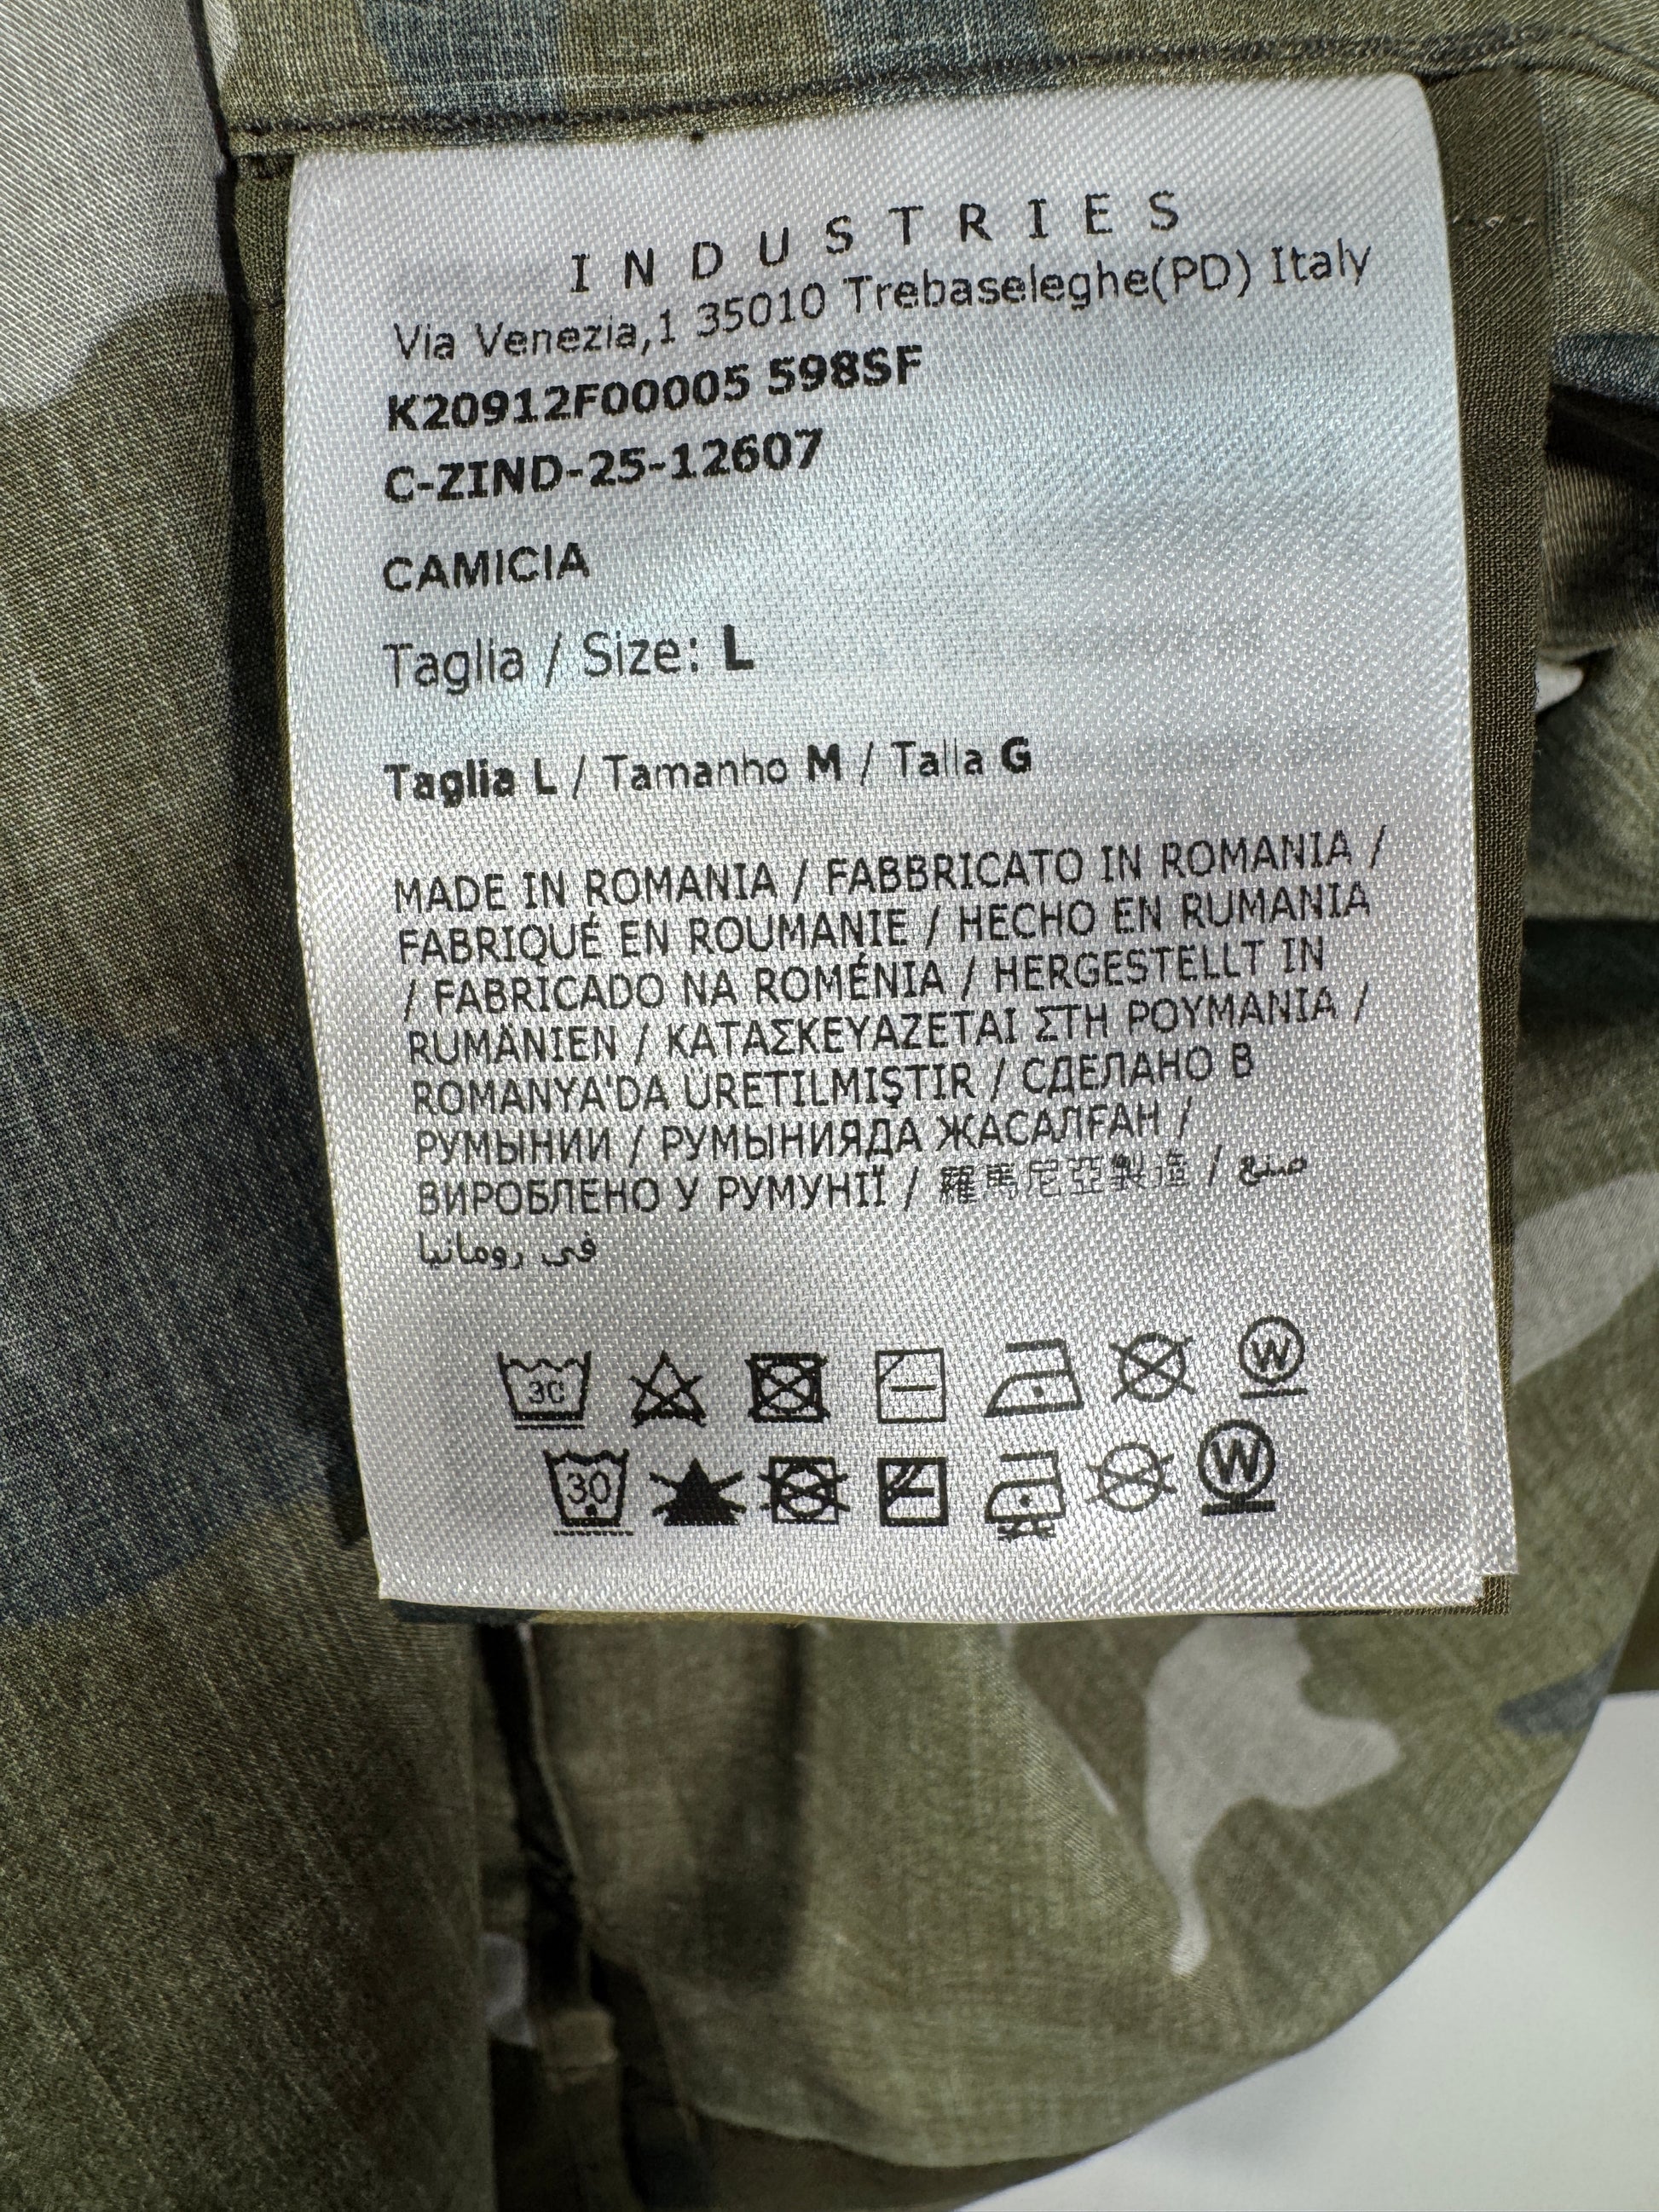 INDUSTRIES
Via Venezia,1 35010 Trebaseleghe(PD) Italy
K20912F00005 598SF
C-ZIND-25-12607
CAMICIA
Taglia / Size: L
Taglia L / Tamanho M / Talla G
MADE IN ROMANIA / FABBRICATO IN ROMANIA /
FABRIQUÉ EN ROUMANIE / HECHO EN RUMANIA
/ FABRICADO NA ROMÉNIA / HERGESTELLT IN
RUMÄNIEN / ΚΑΤΑΣΚΕΥΑΖΕΤΑΙ ΣΤΗ ΡΟΥΜΑΝΙΑ /
ROMANYA'DA ÜRETILMIŞTIR / СДЕЛАНО В
РУМЫНИИ / РУМЫНИЯДА ЖАСАЛҒАН /
ВИРОБЛЕНО У РУМУНІЇ / 羅馬尼亞製造 / صنع
في رومانيا
30 W
30 W